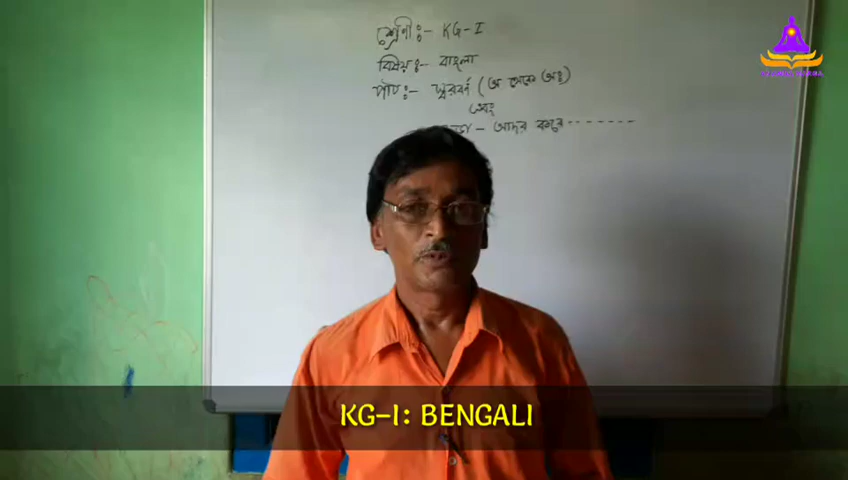 শ্রেণী:- KG-I
বিষয়:- বাংলা
পাঠ:- স্বরবর্ণ (অ থেকে অঃ)
এবং
- আদর করে -------
KG-I: BENGALI